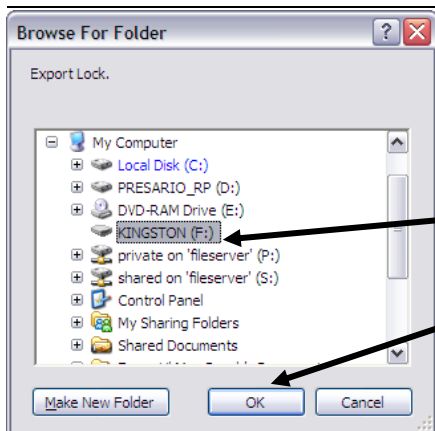 Browse For Folder
Export Lock.
My Computer
Local Disk (C:)
PRESARIO_RP (D:)
DVD-RAM Drive (E:)
KINGSTON (F:)
private on 'fileserver' (P:)
shared on 'fileserver' (S:)
Control Panel
My Sharing Folders
Shared Documents
Make New Folder OK Cancel